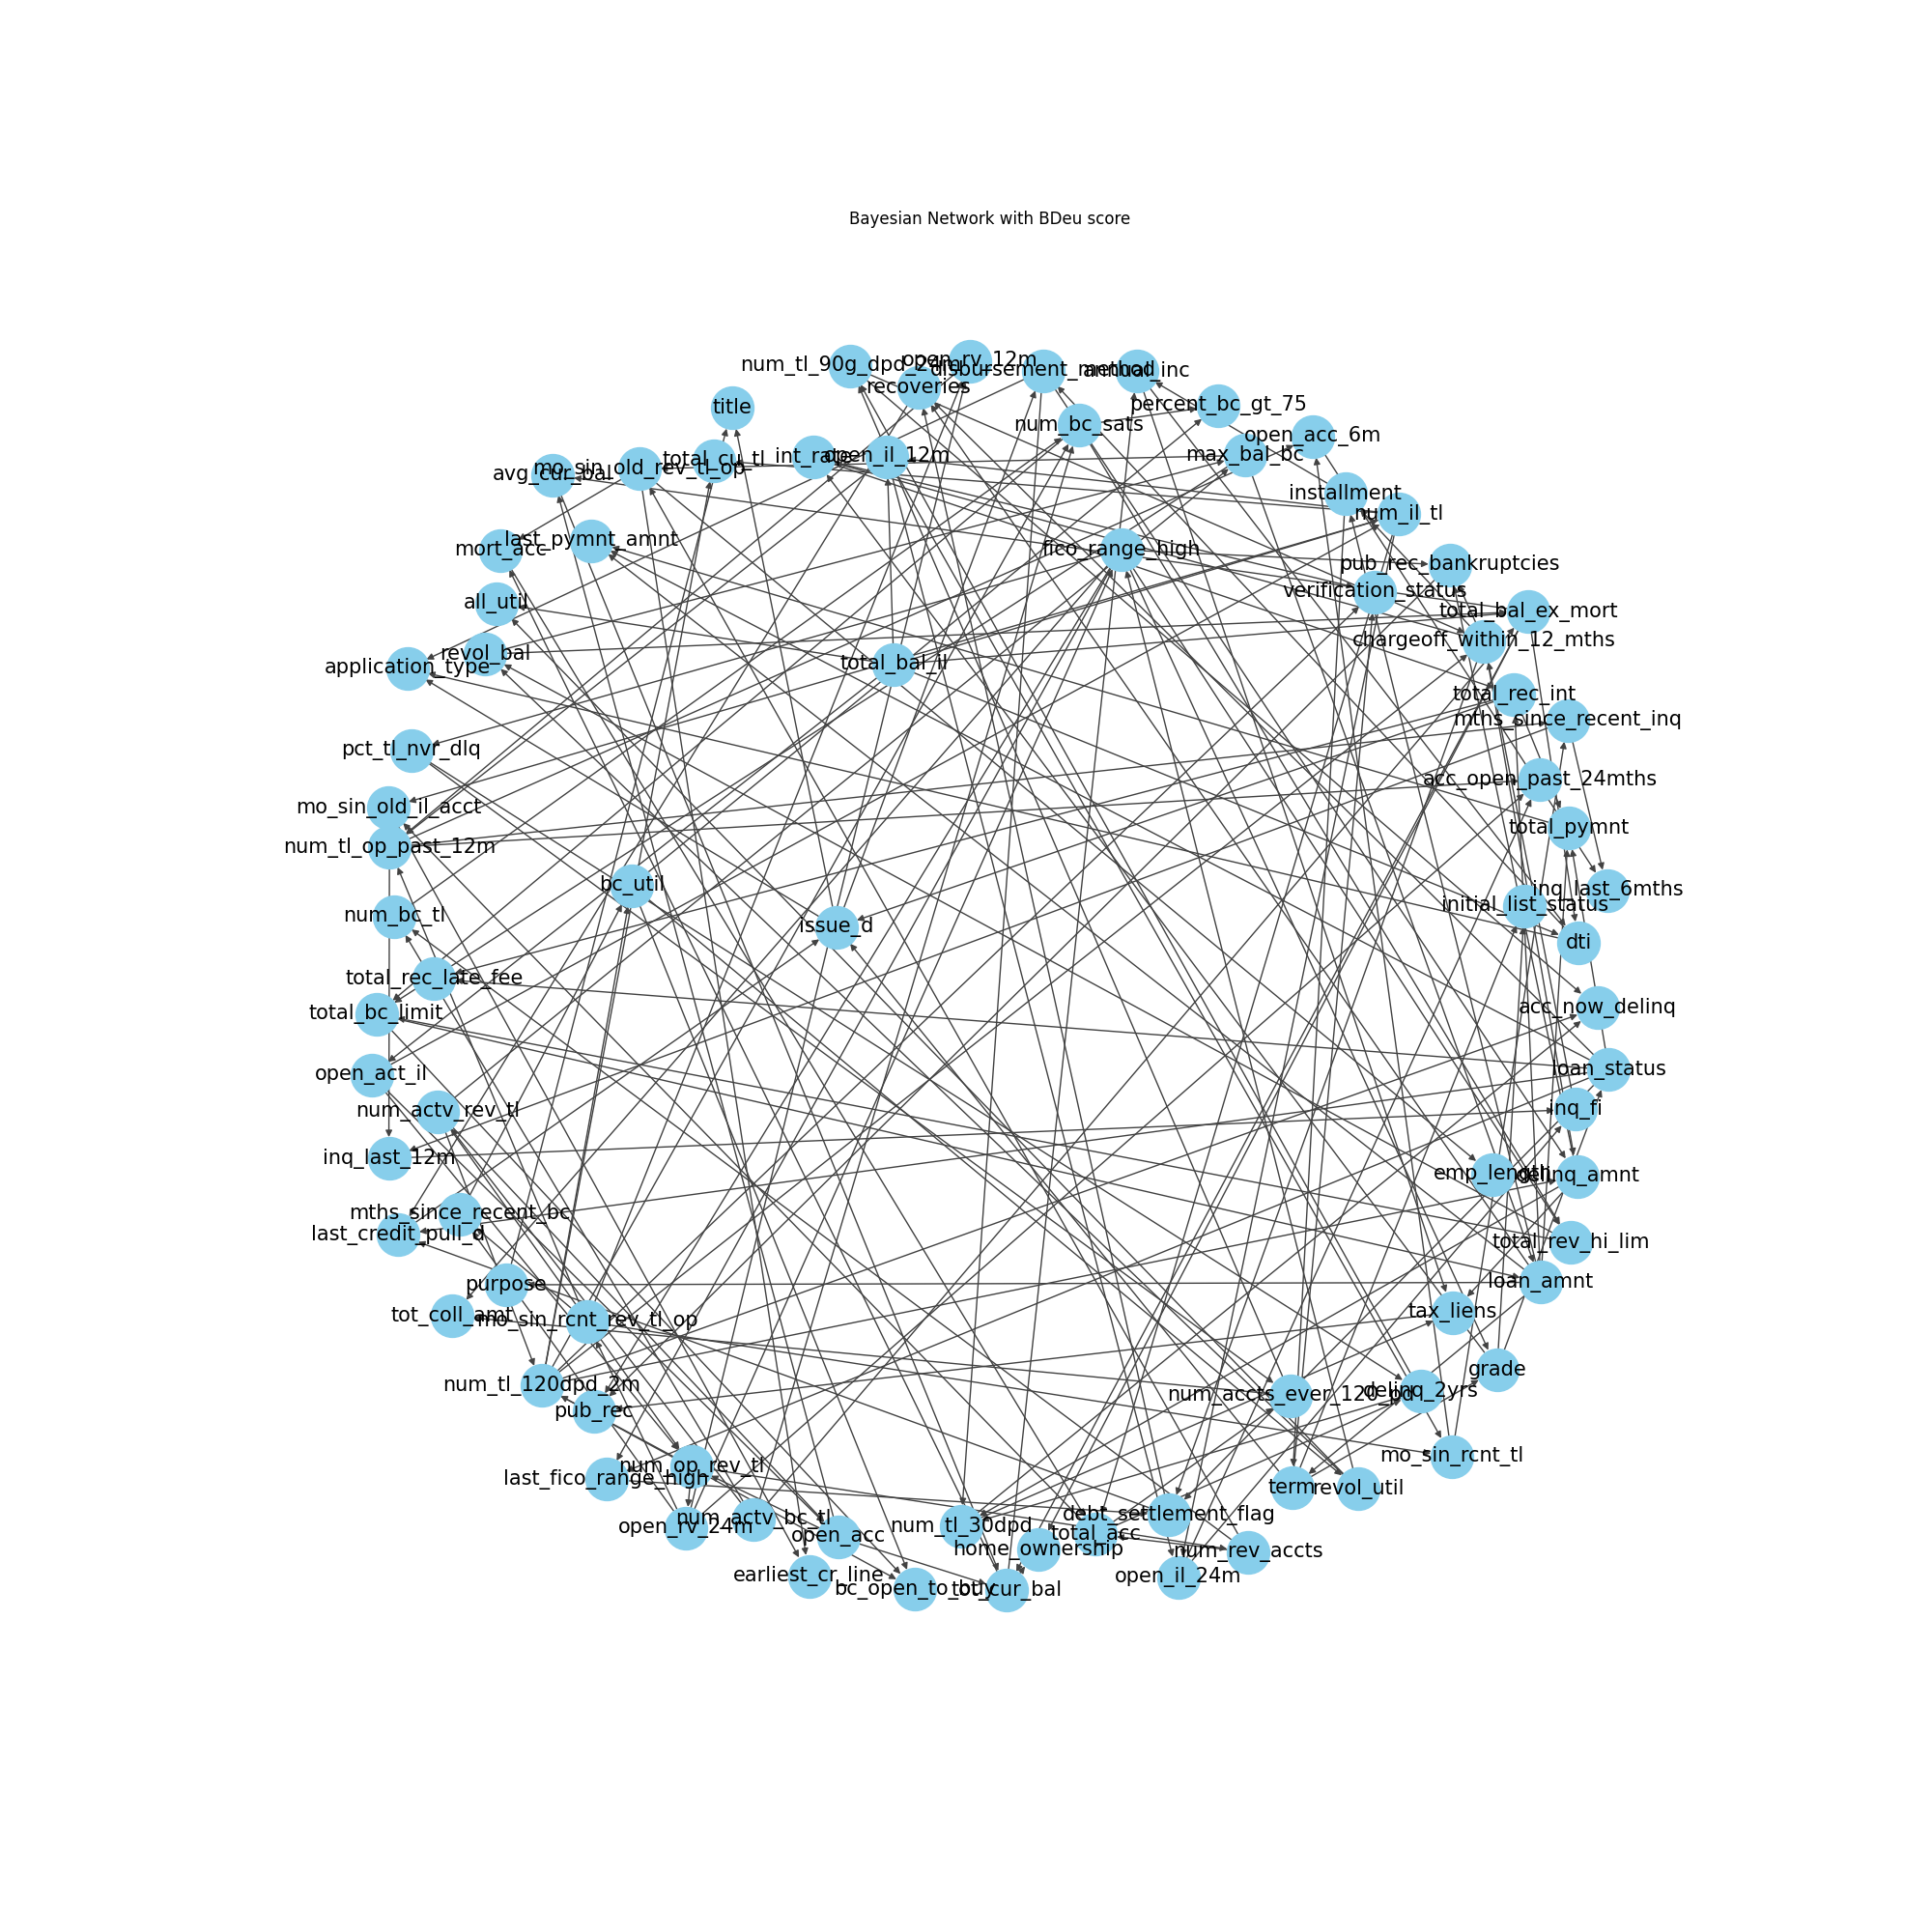 Bayesian Network with BDeu score
open_rv_12m
num_tl_90g_dpd_24m
disbursement_method
annual_inc
recoveries
percent_bc_gt_75
title
num_bc_sats
open_acc_6m
max_bal_bc
total_cu_tl
int_rate
open_il_12m
mo_sin_old_rev_tl_op
avg_cur_bal
installment
num_il_tl
last_pymnt_amnt
mort_acc
fico_range_high
pub_rec_bankruptcies
verification_status
all_util
total_bal_ex_mort
chargeoff_within_12_mths
revol_bal
application_type
total_bal_il
total_rec_int
mths_since_recent_inq
pct_tl_nvr_dlq
acc_open_past_24mths
mo_sin_old_il_acct
total_pymnt
num_tl_op_past_12m
bc_util
inq_last_6mths
initial_list_status
num_bc_tl
issue_d
dti
total_rec_late_fee
acc_now_delinq
total_bc_limit
loan_status
open_act_il
num_actv_rev_tl
inq_fi
inq_last_12m
emp_length
delinq_amnt
mths_since_recent_bc
last_credit_pull_d
total_rev_hi_lim
purpose
loan_amnt
tot_coll_amt
mo_sin_rcnt_rev_tl_op
tax_liens
grade
num_tl_120dpd_2m
num_accts_ever_120_pd
delinq_2yrs
pub_rec
mo_sin_rcnt_tl
num_op_rev_tl
last_fico_range_high
term
revol_util
debt_settlement_flag
num_actv_bc_tl
open_rv_24m
num_tl_30dpd
open_acc
total_acc
home_ownership
num_rev_accts
earliest_cr_line
open_il_24m
bc_open_to_buy
tot_cur_bal